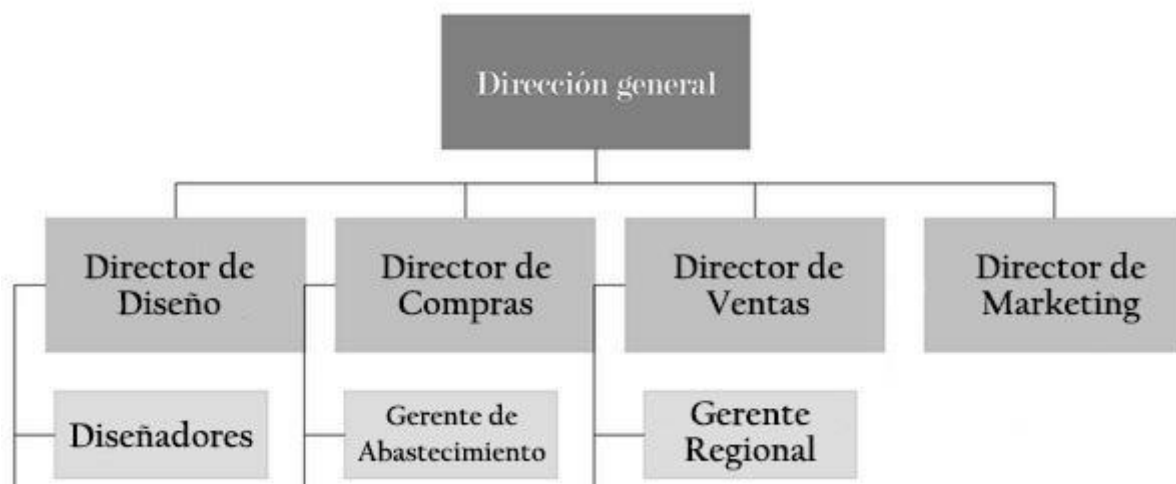 Dirección general
Director de
Diseño
Director de
Compras
Director de
Ventas
Director de
Marketing
Diseñadores
Gerente de
Abastecimiento
Gerente
Regional